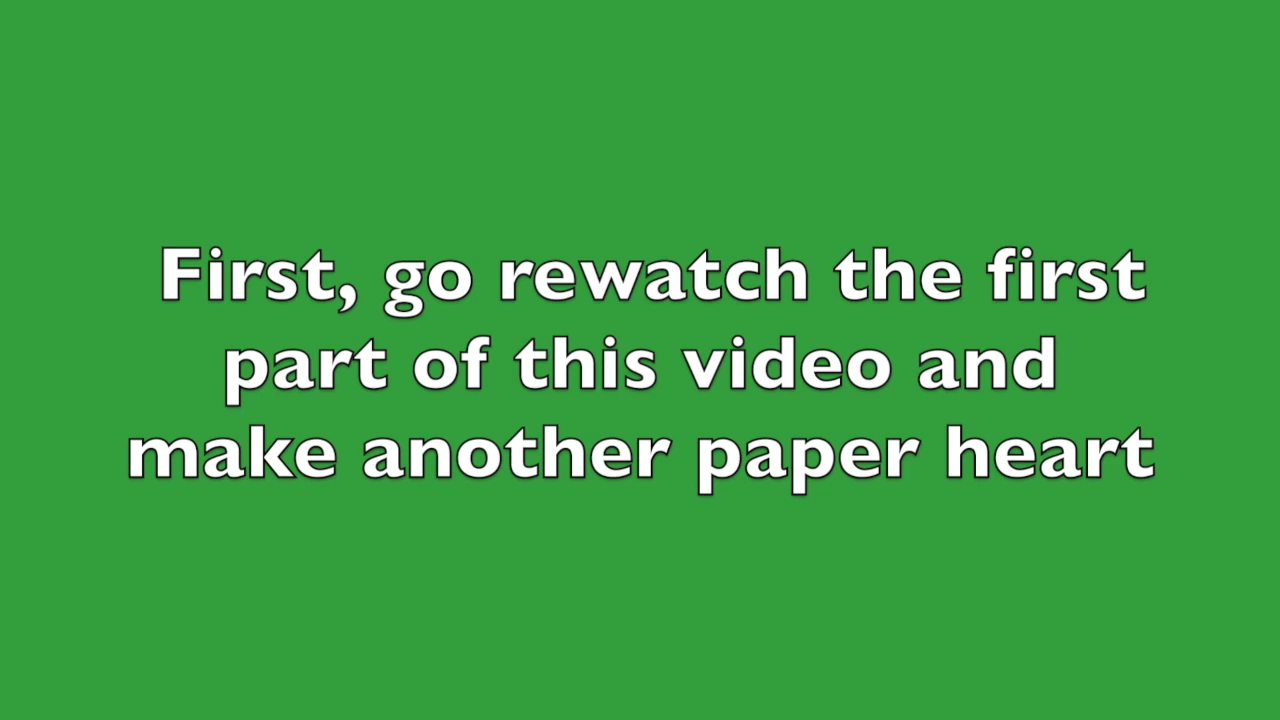 First, go rewatch the first
part of this video and
make another paper heart